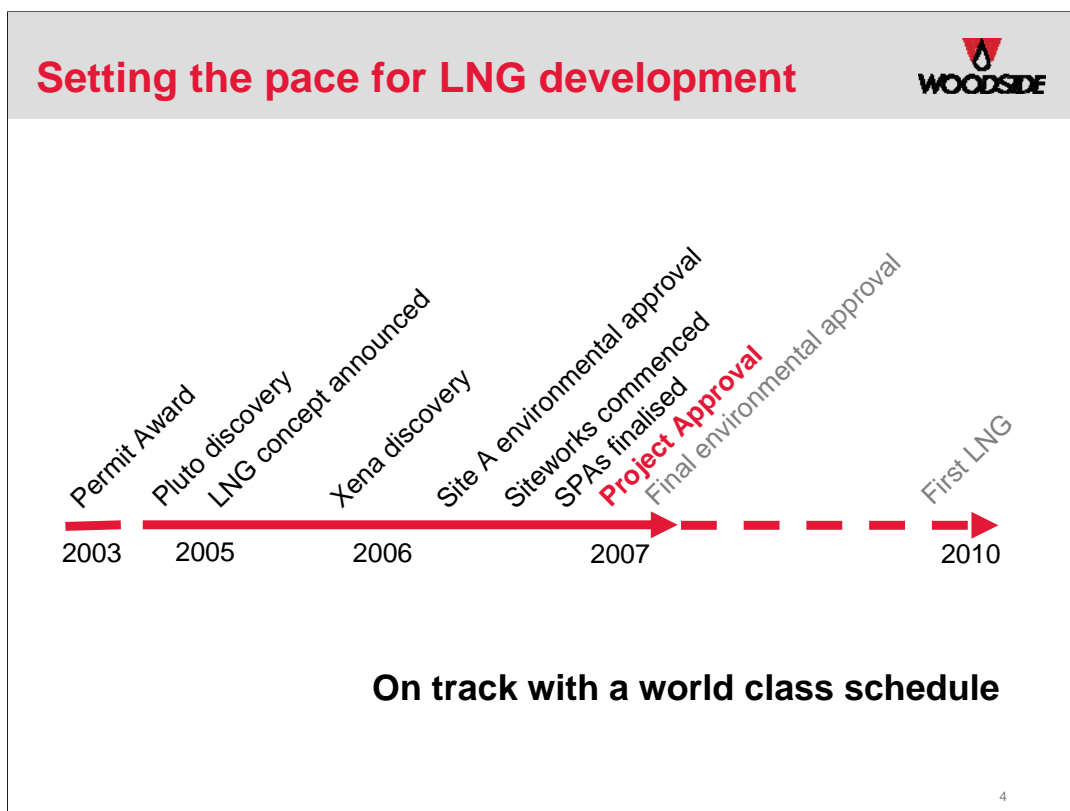 Setting the pace for LNG development
WOODSIDE
Permit Award
Pluto discovery
LNG concept announced
Xena discovery
Site A environmental approval
Siteworks commenced
SPAs finalised
Project Approval
Final environmental approval
First LNG
2003
2005
2006
2007
2010
On track with a world class schedule
4